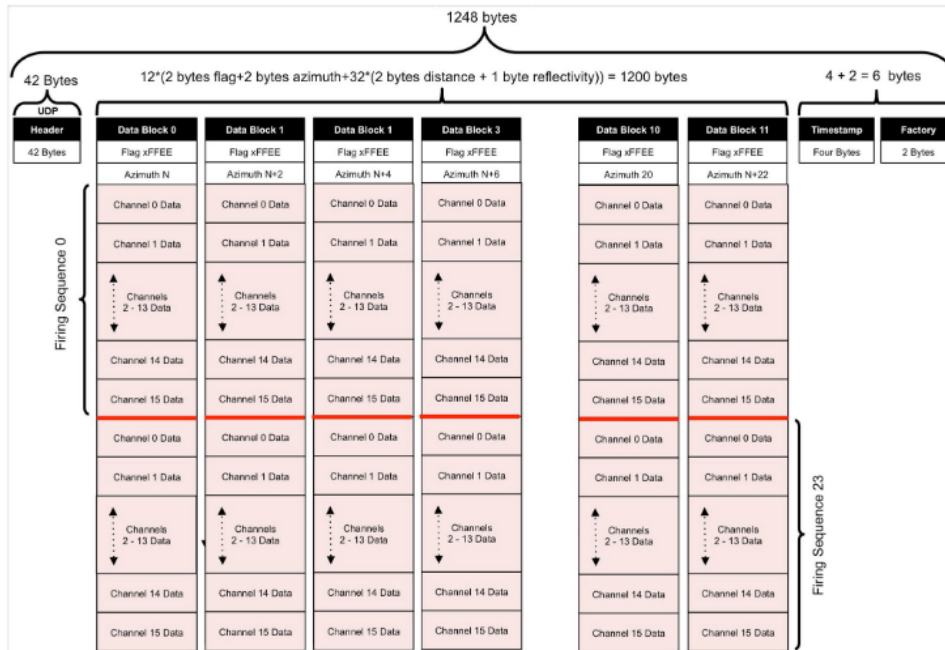 1248 bytes
42 Bytes
12*(2 bytes flag+2 bytes azimuth+32*(2 bytes distance + 1 byte reflectivity)) = 1200 bytes
4 + 2 = 6 bytes
UDP
Header
42 Bytes
Data Block 0
Flag xFFEE
Azimuth N
Channel 0 Data
Channel 1 Data
Channels
2 - 13 Data
Channel 14 Data
Channel 15 Data
Channel 0 Data
Channel 1 Data
Channels
2 - 13 Data
Channel 14 Data
Channel 15 Data
Data Block 1
Flag xFFEE
Azimuth N+2
Channel 0 Data
Channel 1 Data
Channels
2 - 13 Data
Channel 14 Data
Channel 15 Data
Channel 0 Data
Channel 1 Data
Channels
2 - 13 Data
Channel 14 Data
Channel 15 Data
Data Block 1
Flag xFFEE
Azimuth N+4
Channel 0 Data
Channel 1 Data
Channels
2 - 13 Data
Channel 14 Data
Channel 15 Data
Channel 0 Data
Channel 1 Data
Channels
2 - 13 Data
Channel 14 Data
Channel 15 Data
Data Block 3
Flag xFFEE
Azimuth N+6
Channel 0 Data
Channel 1 Data
Channels
2 - 13 Data
Channel 14 Data
Channel 15 Data
Channel 0 Data
Channel 1 Data
Channels
2 - 13 Data
Channel 14 Data
Channel 15 Data
Data Block 10
Flag xFFEE
Azimuth 20
Channel 0 Data
Channel 1 Data
Channels
2 - 13 Data
Channel 14 Data
Channel 15 Data
Channel 0 Data
Channel 1 Data
Channels
2 - 13 Data
Channel 14 Data
Channel 15 Data
Data Block 11
Flag xFFEE
Azimuth N+22
Channel 0 Data
Channel 1 Data
Channels
2 - 13 Data
Channel 14 Data
Channel 15 Data
Channel 0 Data
Channel 1 Data
Channels
2 - 13 Data
Channel 14 Data
Channel 15 Data
Timestamp
Four Bytes
Factory
2 Byte
Firing Sequence 0
Firing Sequence 23